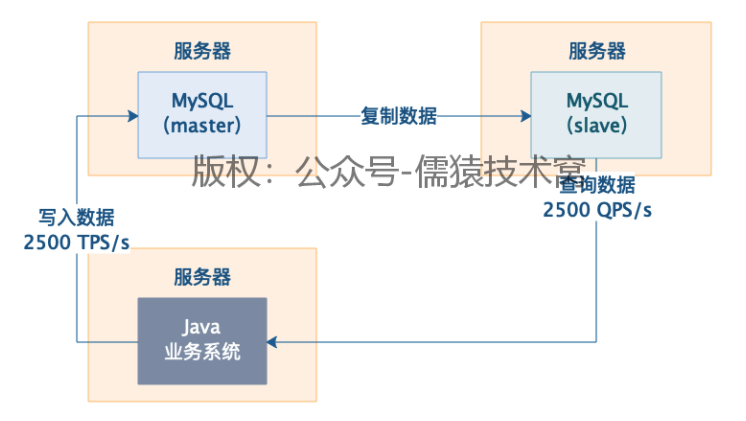 服务器
MySQL
(master)
复制数据
服务器
MySQL
(slave)
版权：公众号-儒猿技术窝
写入数据
2500 TPS/s
查询数据
2500 QPS/s
服务器
Java
业务系统